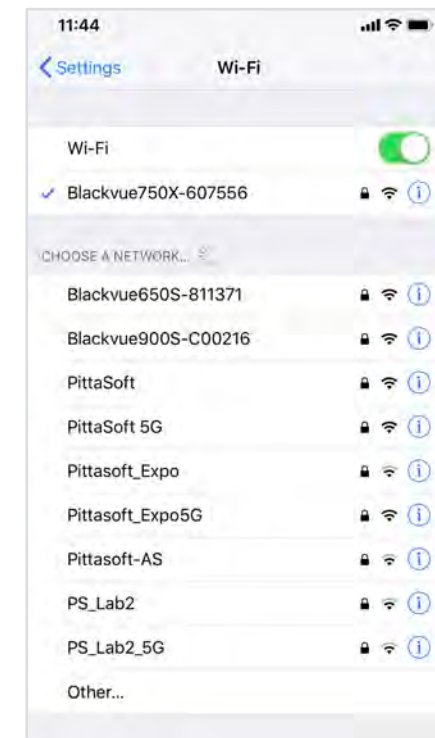 11:44
Settings Wi-Fi
Wi-Fi
Blackvue750X-607556
CHOOSE A NETWORK...
Blackvue650S-811371
Blackvue900S-C00216
PittaSoft
PittaSoft 5G
Pittasoft_Expo
Pittasoft_Expo5G
Pittasoft-AS
PS_Lab2
PS_Lab2_5G
Other...